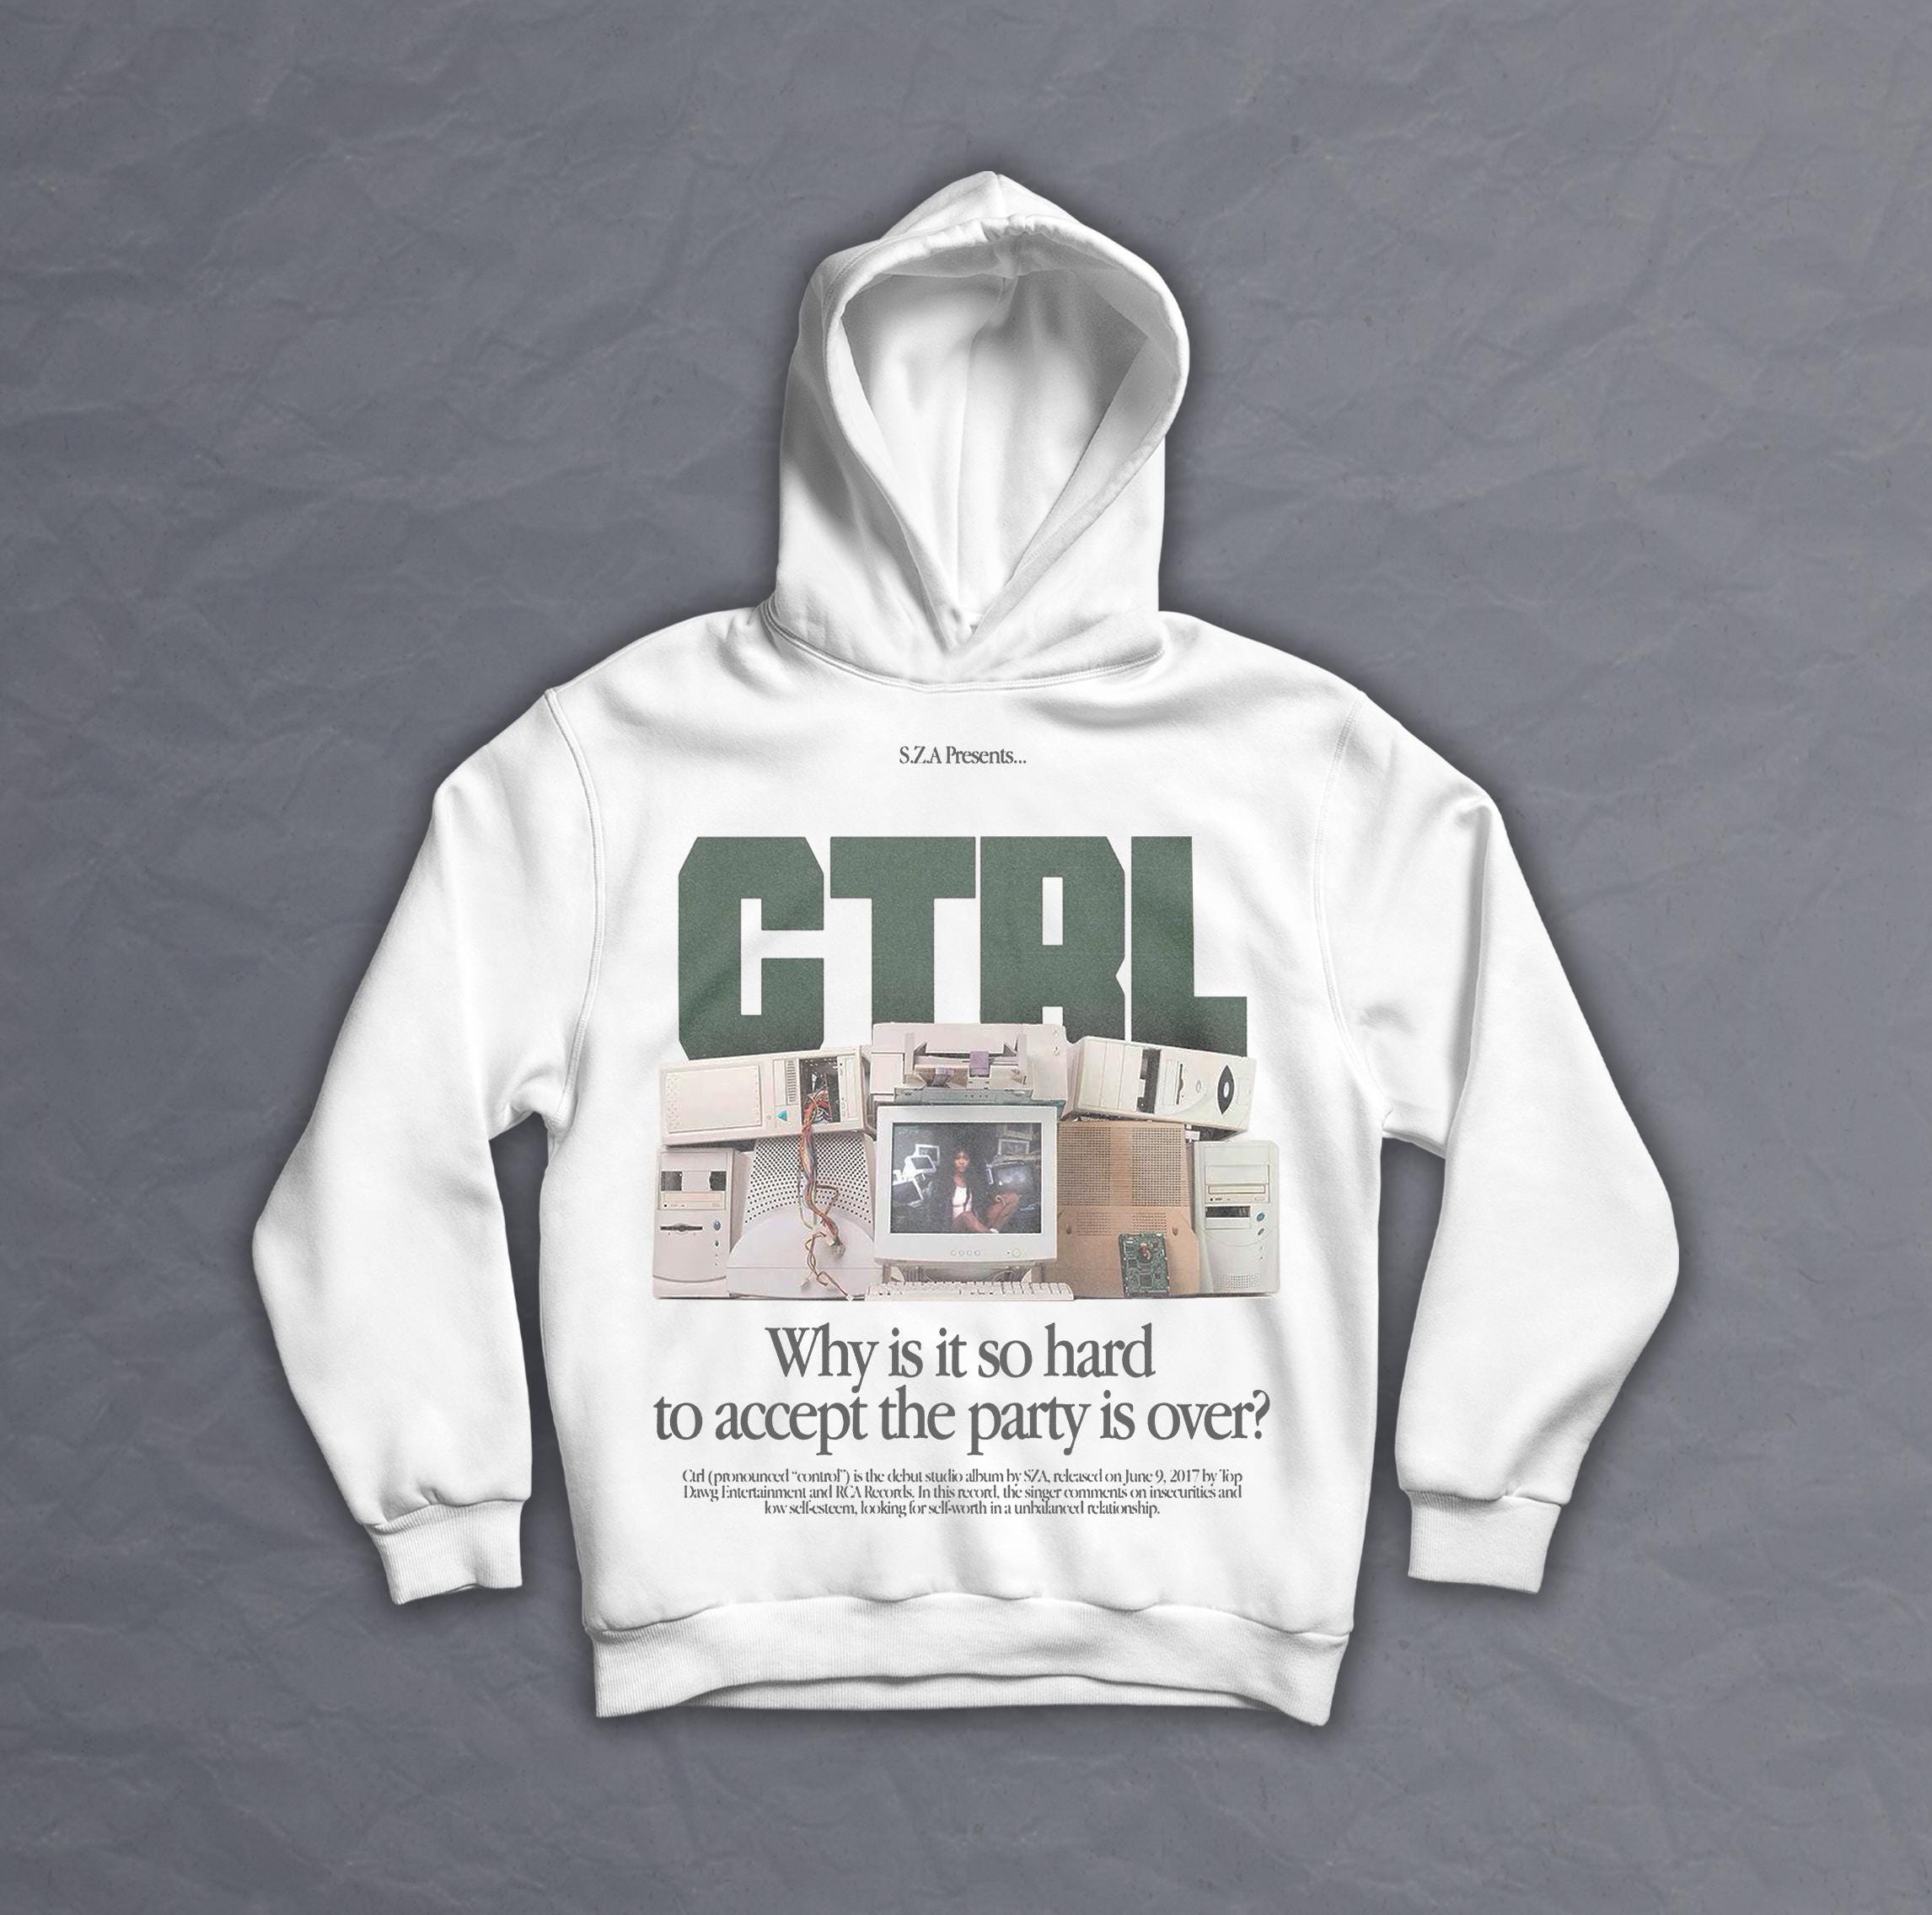 S.Z.A Presents...
CTRL
Why is it so hard
to accept the party is over?
Ctrl (pronounced “control”) is the debut studio album by SZA, released on June 9, 2017 by Top
Dawg Entertainment and RCA Records. In this record, the singer comments on insecurities and
low self-esteem, looking for self-worth in a unbalanced relationship.